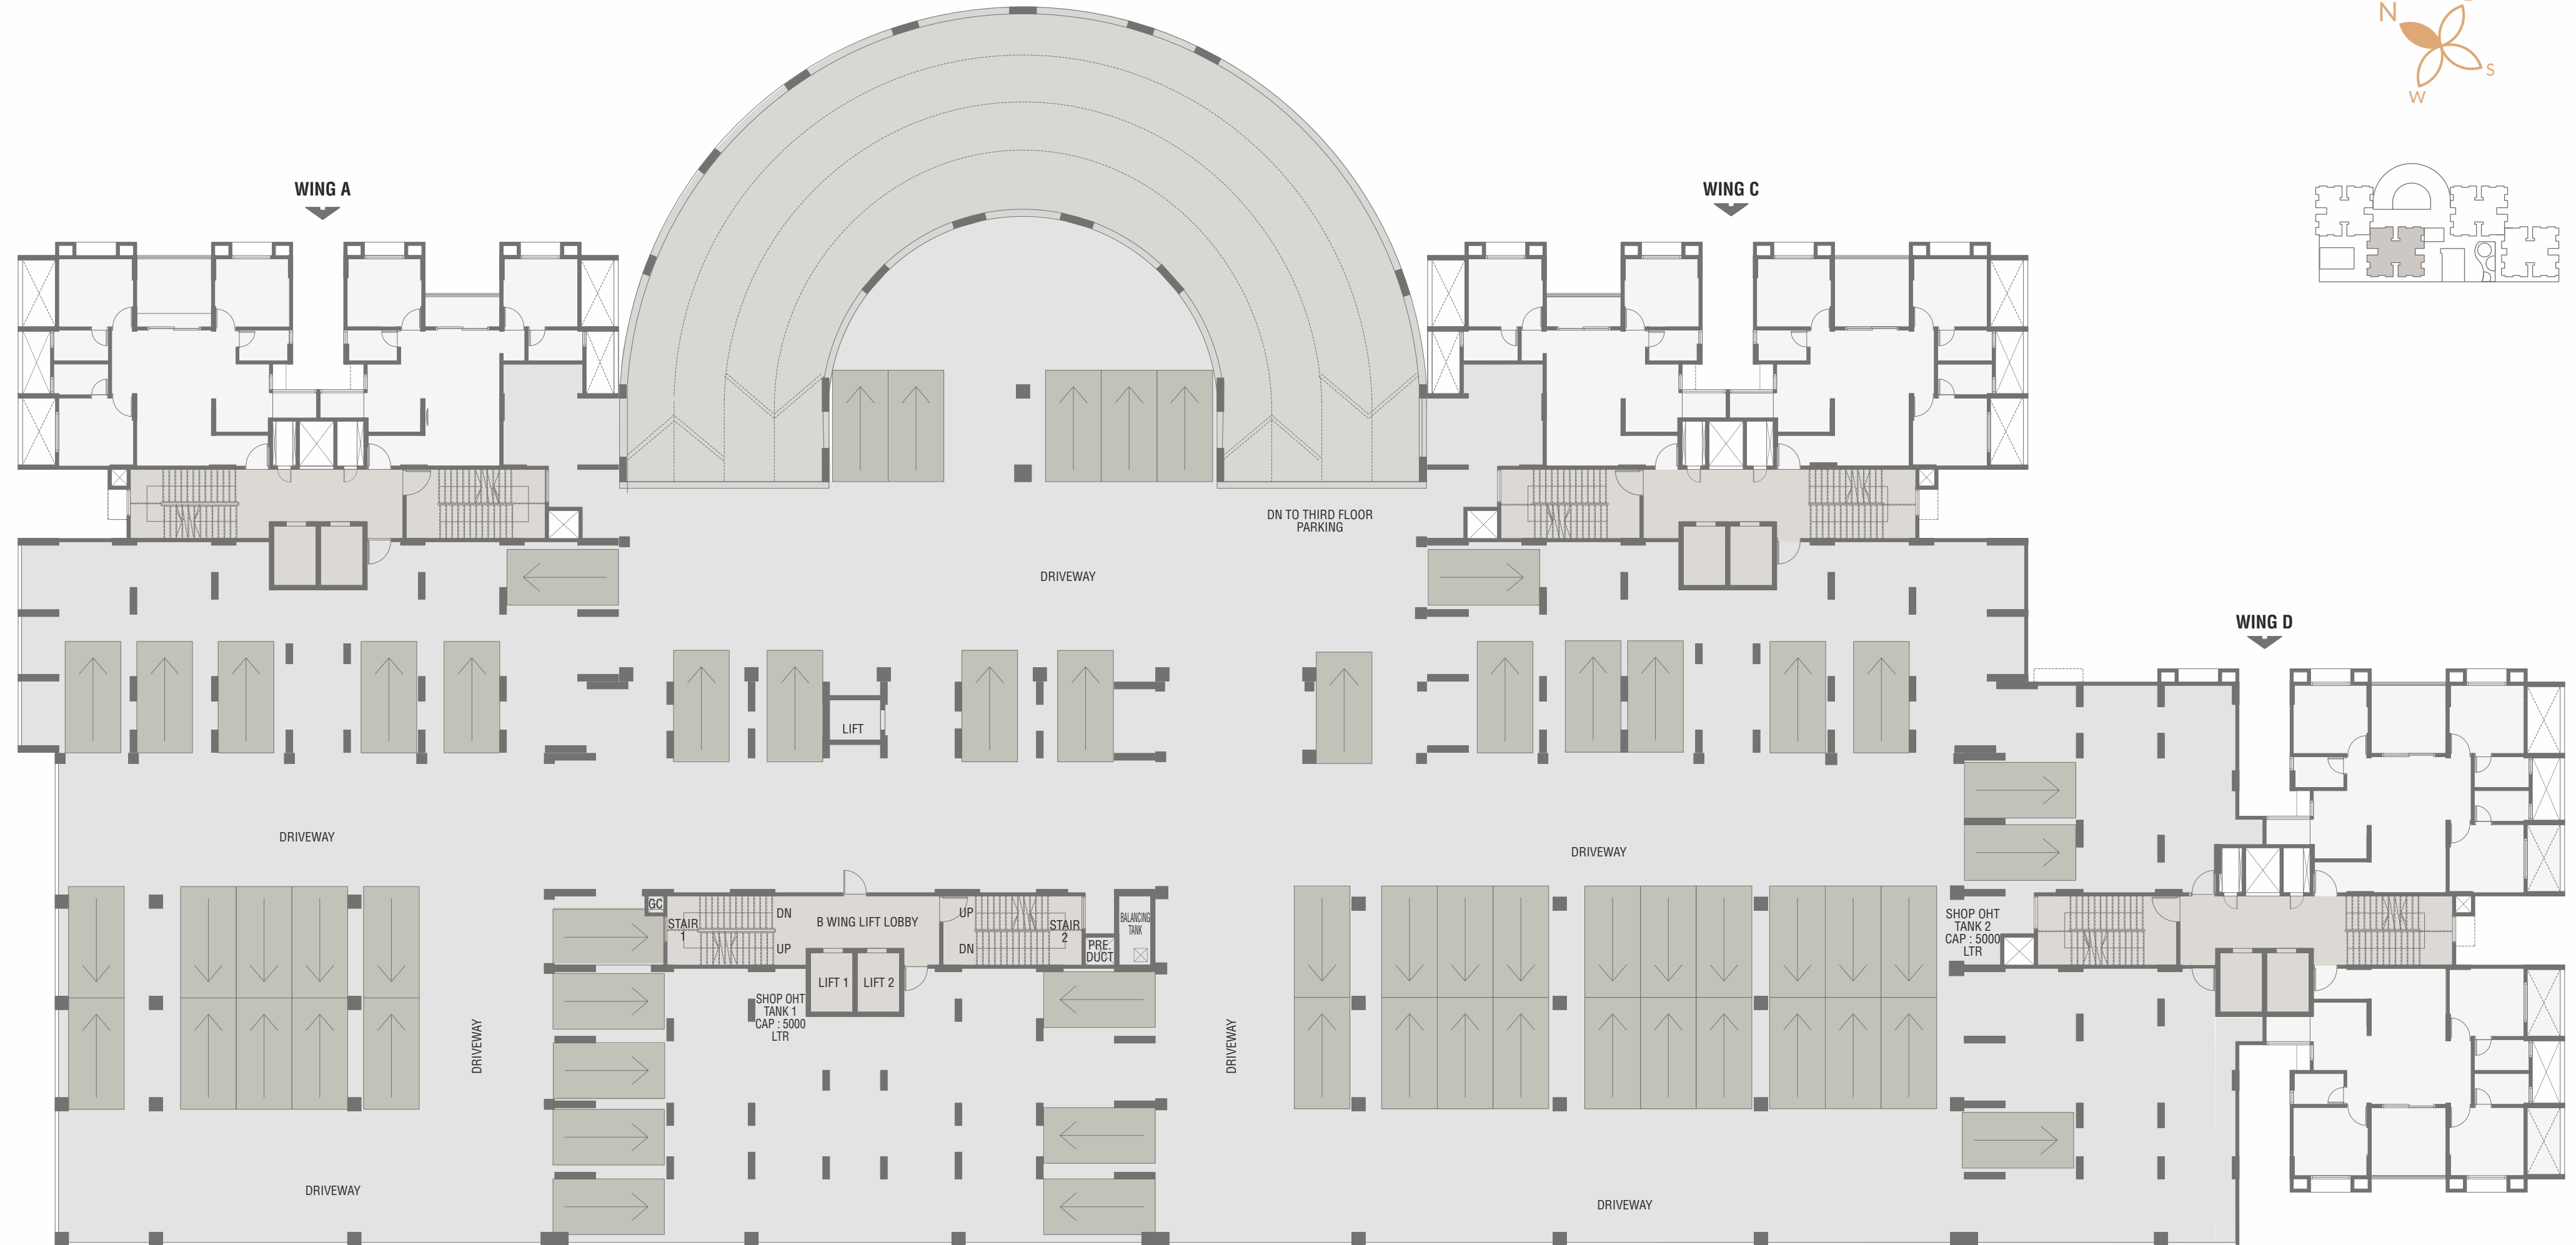 N
S
W
WING A
WING C
DN TO THIRD FLOOR
PARKING
DRIVEWAY
WING D
LIFT
DRIVEWAY
DRIVEWAY
GC
STAIR
1
DN
UP
B WING LIFT LOBBY
UP
DN
STAIR
2
PRE.
DUCT
BALANCING
TANK
SHOP OHT
TANK 2
CAP : 5000
LTR
LIFT 1
LIFT 2
SHOP OHT
TANK 1
CAP : 5000
LTR
DRIVEWAY
DRIVEWAY
DRIVEWAY
DRIVEWAY